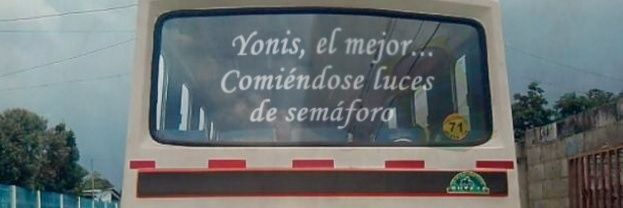 Yonis, el mejor...
Comiéndose luces
de semáforo
71